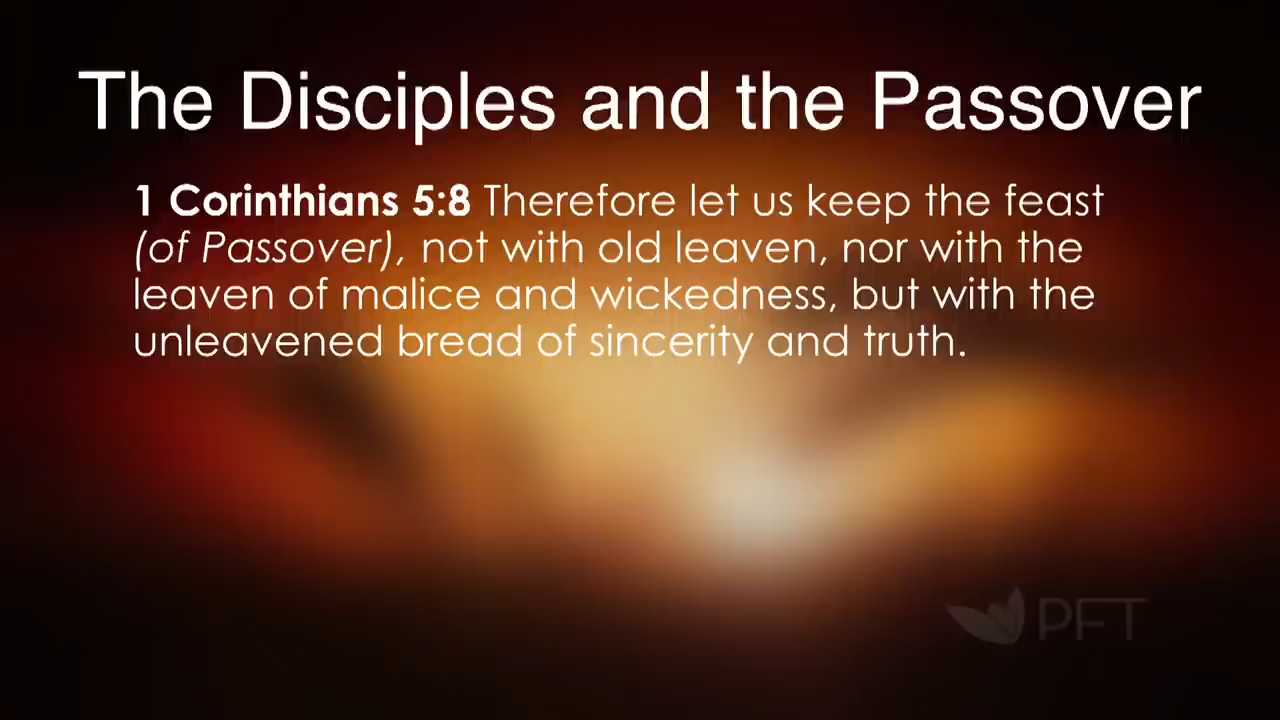 The Disciples and the Passover
1 Corinthians 5:8 Therefore let us keep the feast
(of Passover), not with old leaven, nor with the
leaven of malice and wickedness, but with the
unleavened bread of sincerity and truth.
PFT